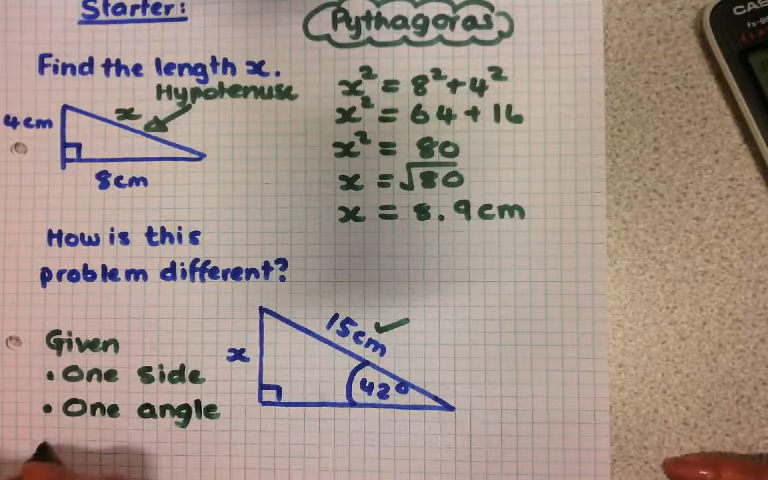 Starter:
Pythagoras
Find the length x.
Hypotenuse
x
4cm
8cm
x² = 8² + 4²
x² = 64 + 16
x² = 80
x = √80
x = 8.9cm
How is this
problem different?
Given
• One side
• One angle
x
15cm ✓
42°
CAS